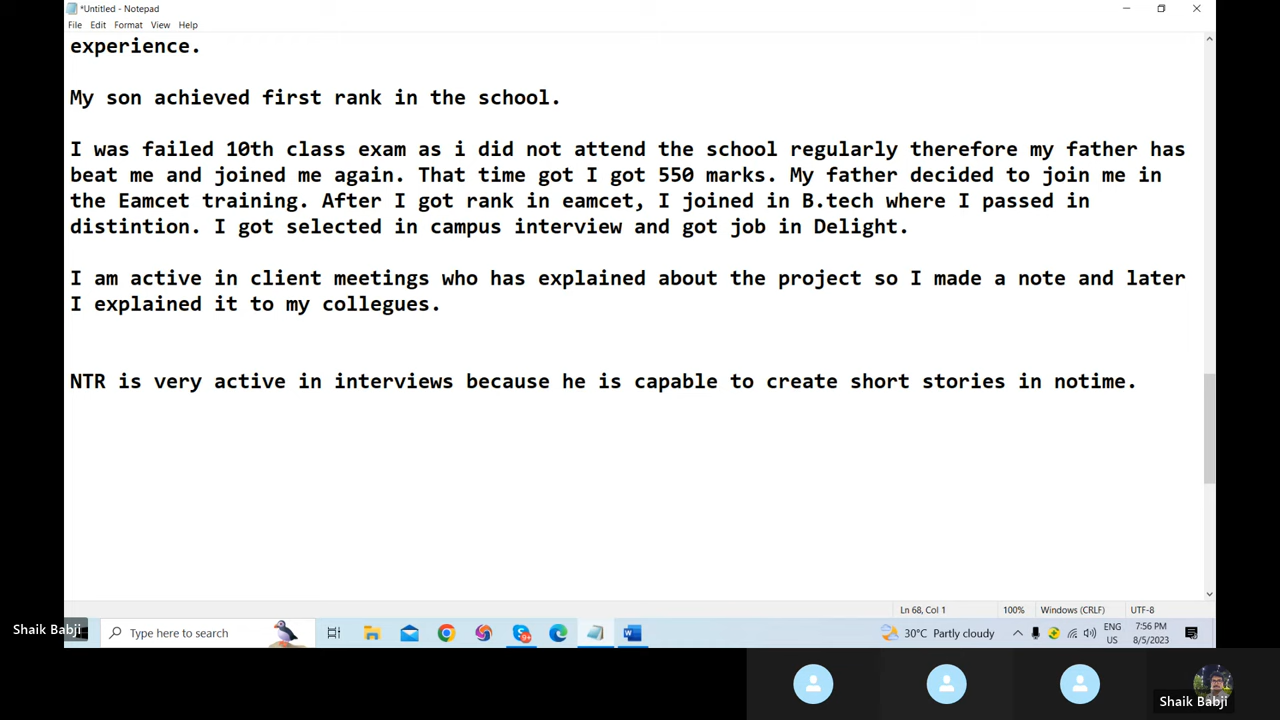 *Untitled - Notepad
File Edit Format View Help
experience.
My son achieved first rank in the school.
I was failed 10th class exam as i did not attend the school regularly therefore my father has
beat me and joined me again. That time got I got 550 marks. My father decided to join me in
the Eamcet training. After I got rank in eamcet, I joined in B.tech where I passed in
distintion. I got selected in campus interview and got job in Delight.
I am active in client meetings who has explained about the project so I made a note and later
I explained it to my collegues.
NTR is very active in interviews because he is capable to create short stories in notime.
Ln 68, Col 1 100% Windows (CRLF) UTF-8
Shaik Babji
Type here to search
30°C Partly cloudy
ENG
US
7:56 PM
8/5/2023
Shaik Babji